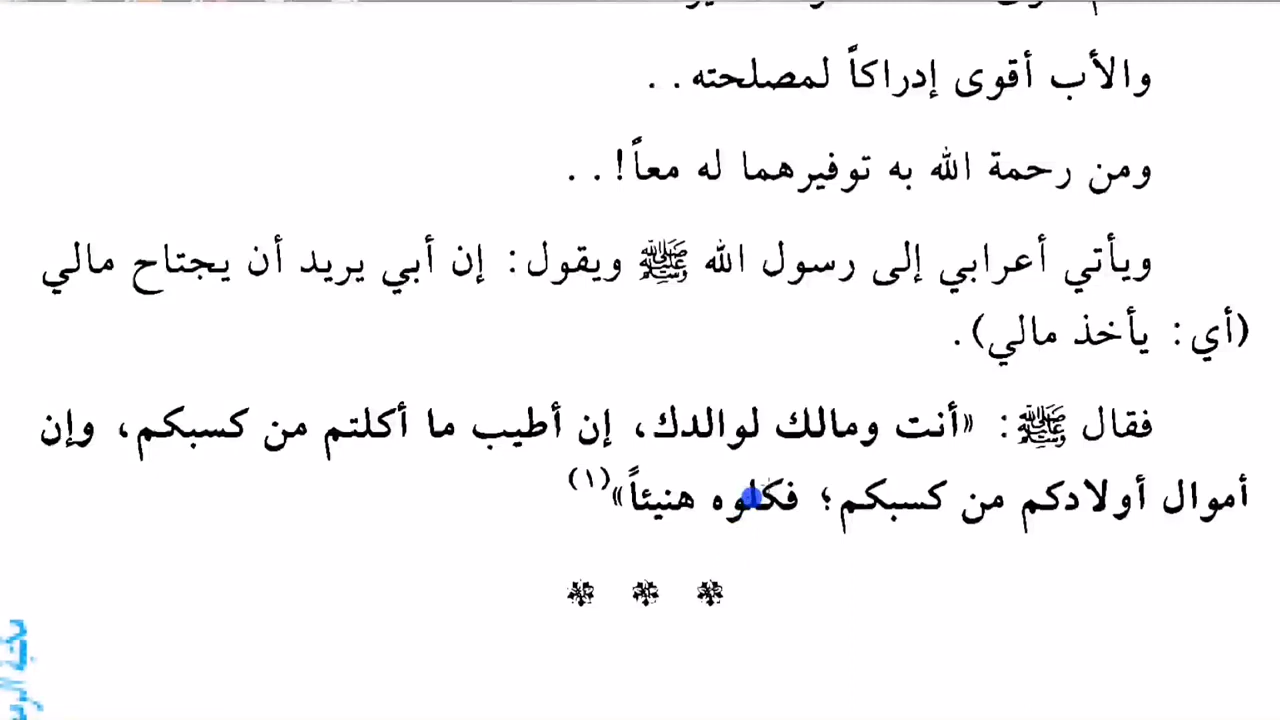 والأب أقوى إدراكاً لمصلحته . .
ومن رحمة الله به توفيرهما له معاً ! . .
ويأتي أعرابي إلى رسول الله ﷺ ويقول: إن أبي يريد أن يجتاح مالي
(أي: يأخذ مالي).
فقال ﷺ: «أنت ومالك لوالدك، إن أطيب ما أكلتم من كسبكم، وإن
أموال أولادكم من كسبكم؛ فكلوه هنيئاً»(١)